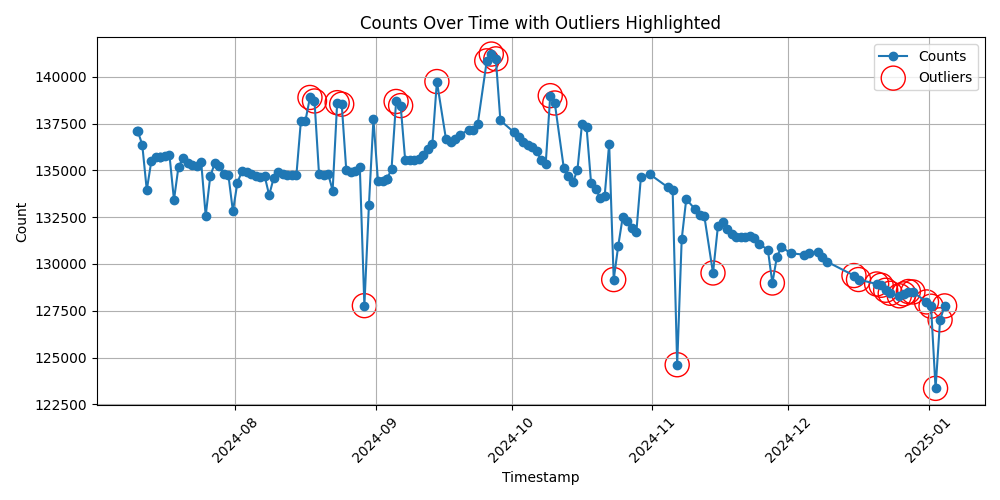 Counts Over Time with Outliers Highlighted
Counts
Outliers
140000
137500
135000
132500
130000
127500
125000
122500
Count
2024-08
2024-09
2024-10
2024-11
2024-12
2025-01
Timestamp